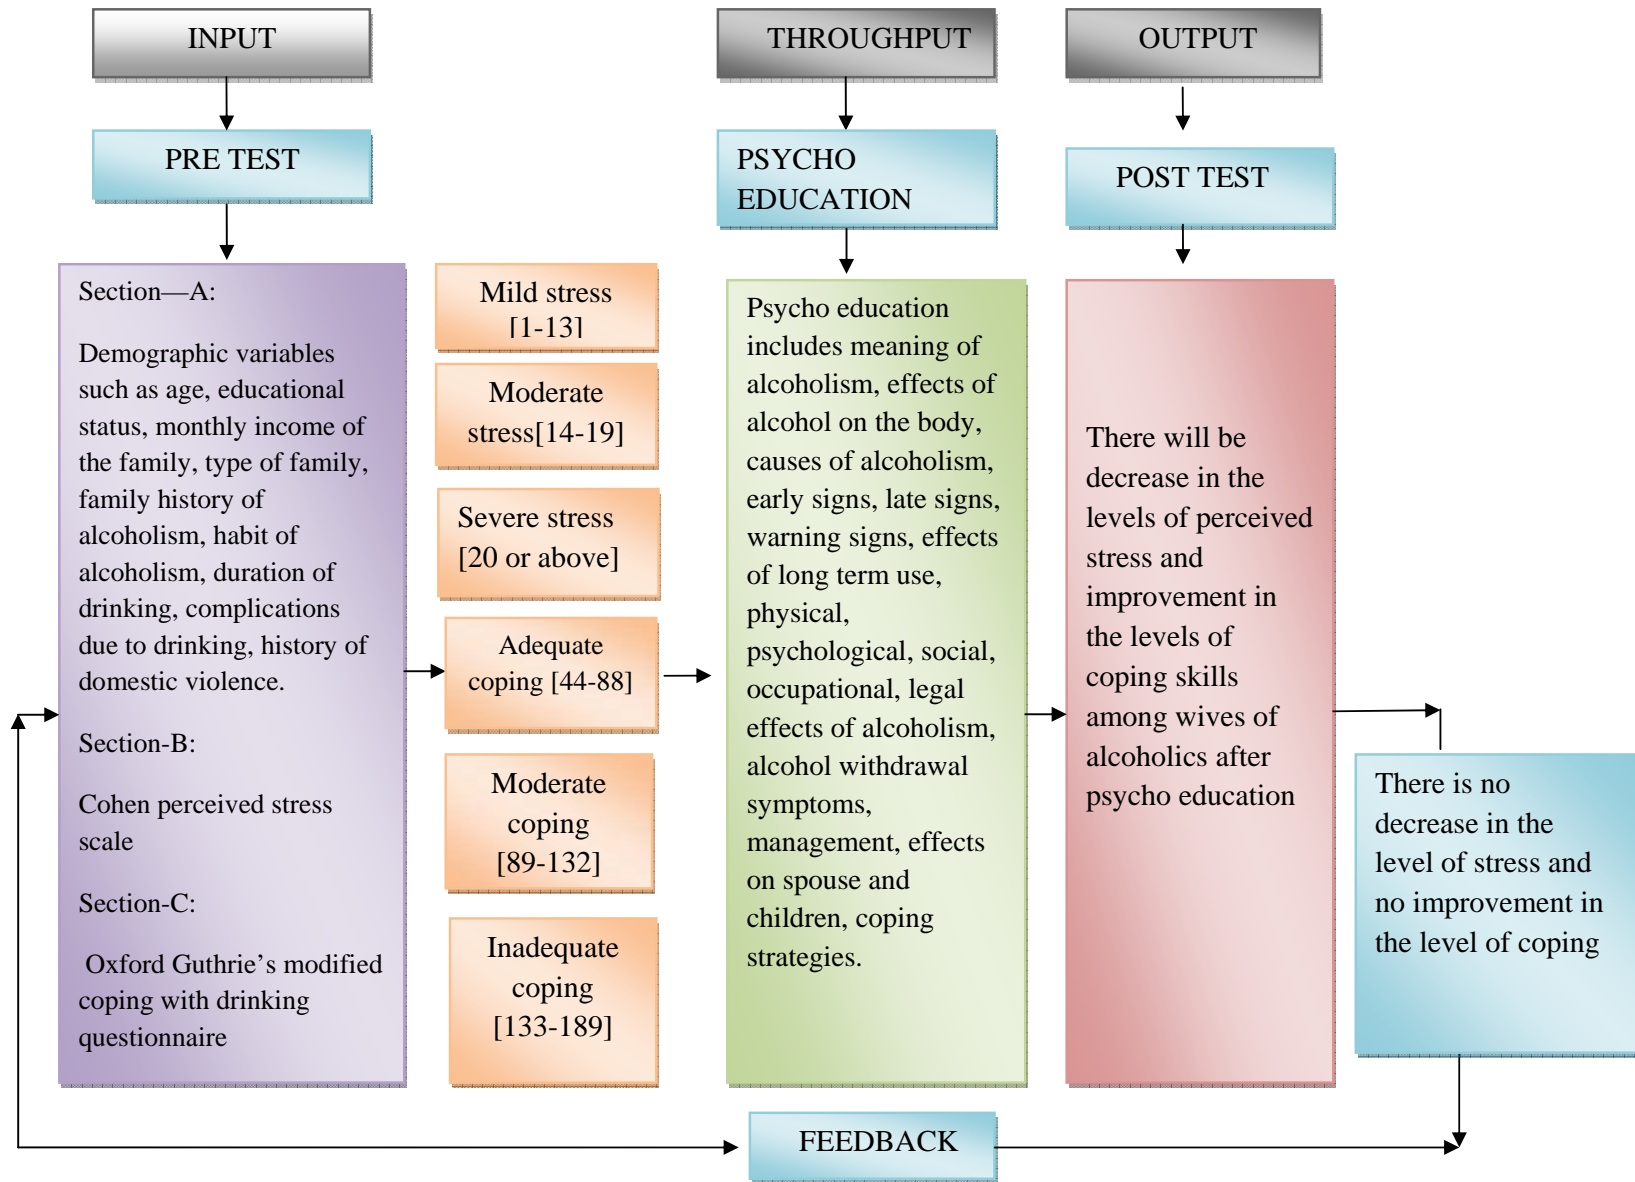 INPUT
PRE TEST
Section—A:
Demographic variables
such as age, educational
status, monthly income of
the family, type of family,
family history of
alcoholism, habit of
alcoholism, duration of
drinking, complications
due to drinking, history of
domestic violence.
Section-B:
Cohen perceived stress
scale
Section-C:
Oxford Guthrie’s modified
coping with drinking
questionnaire
Mild stress
[1-13]
Moderate
stress[14-19]
Severe stress
[20 or above]
Adequate
coping [44-88]
Moderate
coping
[89-132]
Inadequate
coping
[133-189]
THROUGHPUT
PSYCHO
EDUCATION
Psycho education
includes meaning of
alcoholism, effects of
alcohol on the body,
causes of alcoholism,
early signs, late signs,
warning signs, effects
of long term use,
physical,
psychological, social,
occupational, legal
effects of alcoholism,
alcohol withdrawal
symptoms,
management, effects
on spouse and
children, coping
strategies.
OUTPUT
POST TEST
There will be
decrease in the
levels of perceived
stress and
improvement in
the levels of
coping skills
among wives of
alcoholics after
psycho education
There is no
decrease in the
level of stress and
no improvement in
the level of coping
FEEDBACK